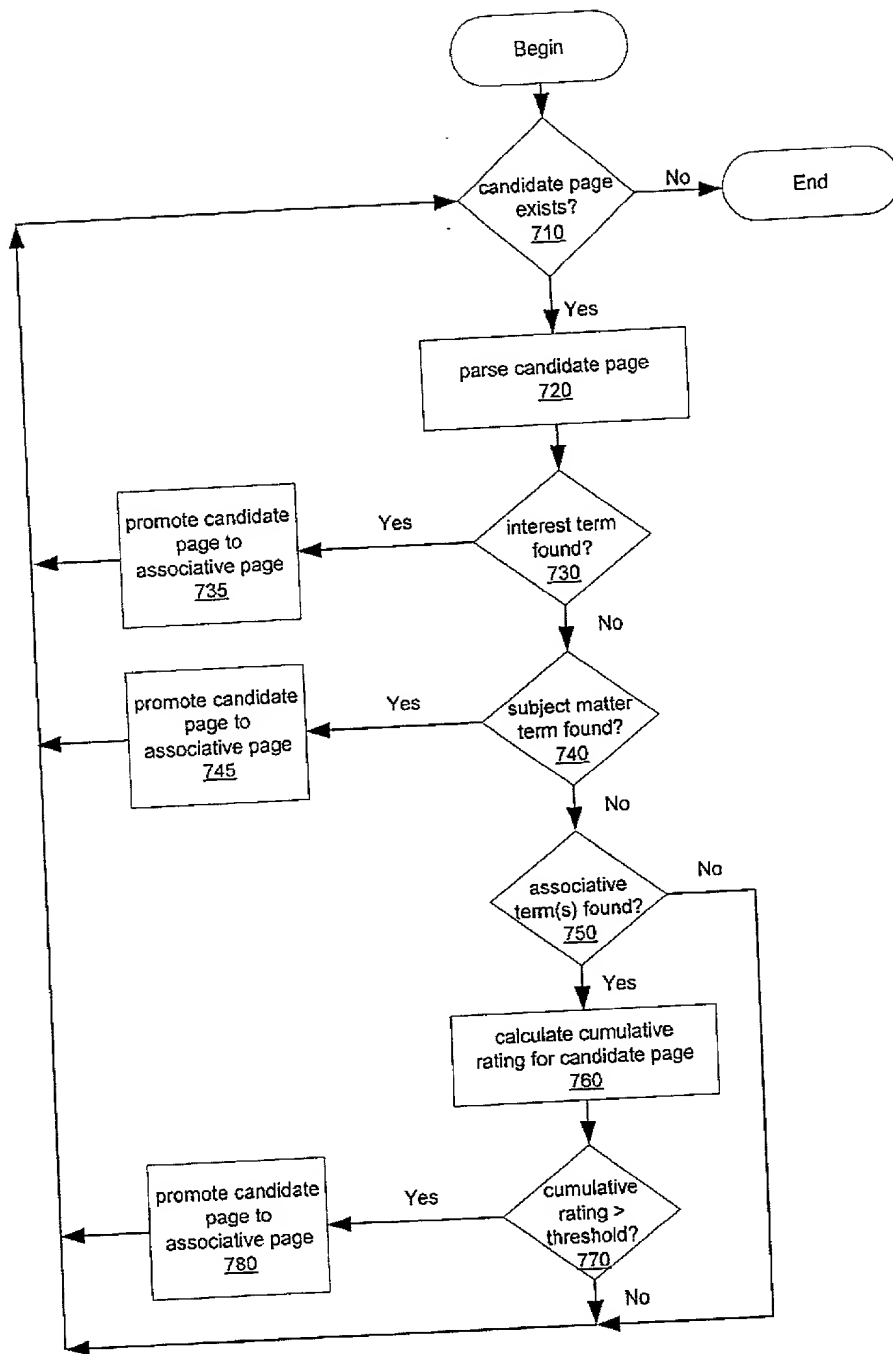 Begin
candidate page
exists?
710
No
End
Yes
parse candidate page
720
promote candidate
page to
associative page
735
Yes
interest term
found?
730
No
promote candidate
page to
associative page
745
Yes
subject matter
term found?
740
No
associative
term(s) found?
750
No
Yes
calculate cumulative
rating for candidate page
760
promote candidate
page to
associative page
780
Yes
cumulative
rating >
threshold?
770
No